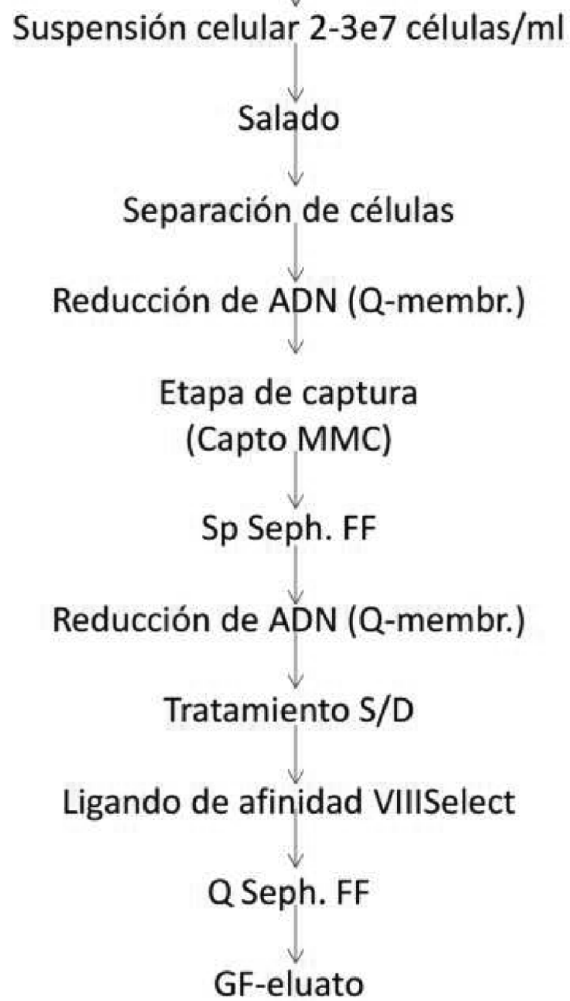 Suspensión celular 2-3e7 células/ml
Salado
Separación de células
Reducción de ADN (Q-membr.)
Etapa de captura
(Capto MMC)
Sp Seph. FF
Reducción de ADN (Q-membr.)
Tratamiento S/D
Ligando de afinidad VIIISelect
Q Seph. FF
GF-eluato